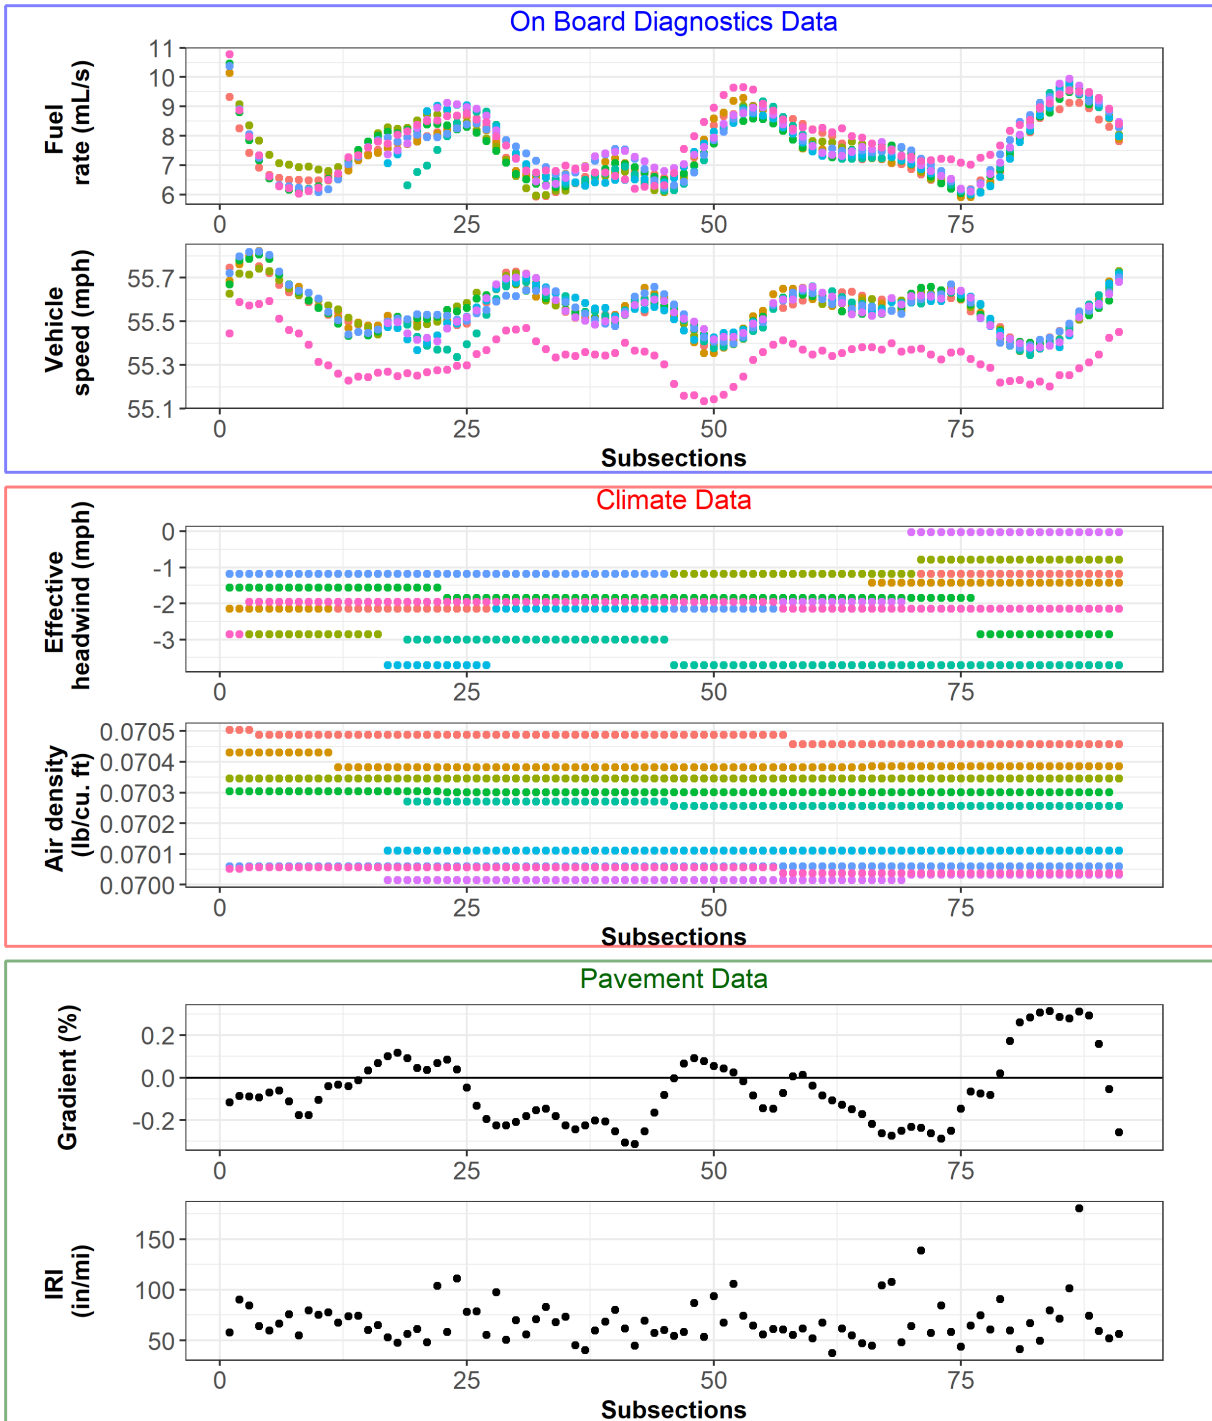 On Board Diagnostics Data
Fuel
rate (mL/s)
11
10
9
8
7
6
0 25 50 75
Vehicle
speed (mph)
55.7
55.5
55.3
55.1
0 25 50 75
Subsections
Climate Data
Effective
headwind (mph)
0
-1
-2
-3
0 25 50 75
Air density
(lb/cu. ft)
0.0705
0.0704
0.0703
0.0702
0.0701
0.0700
0 25 50 75
Subsections
Pavement Data
Gradient (%)
0.2
0.0
-0.2
0 25 50 75
IRI
(in/mi)
150
100
50
0 25 50 75
Subsections